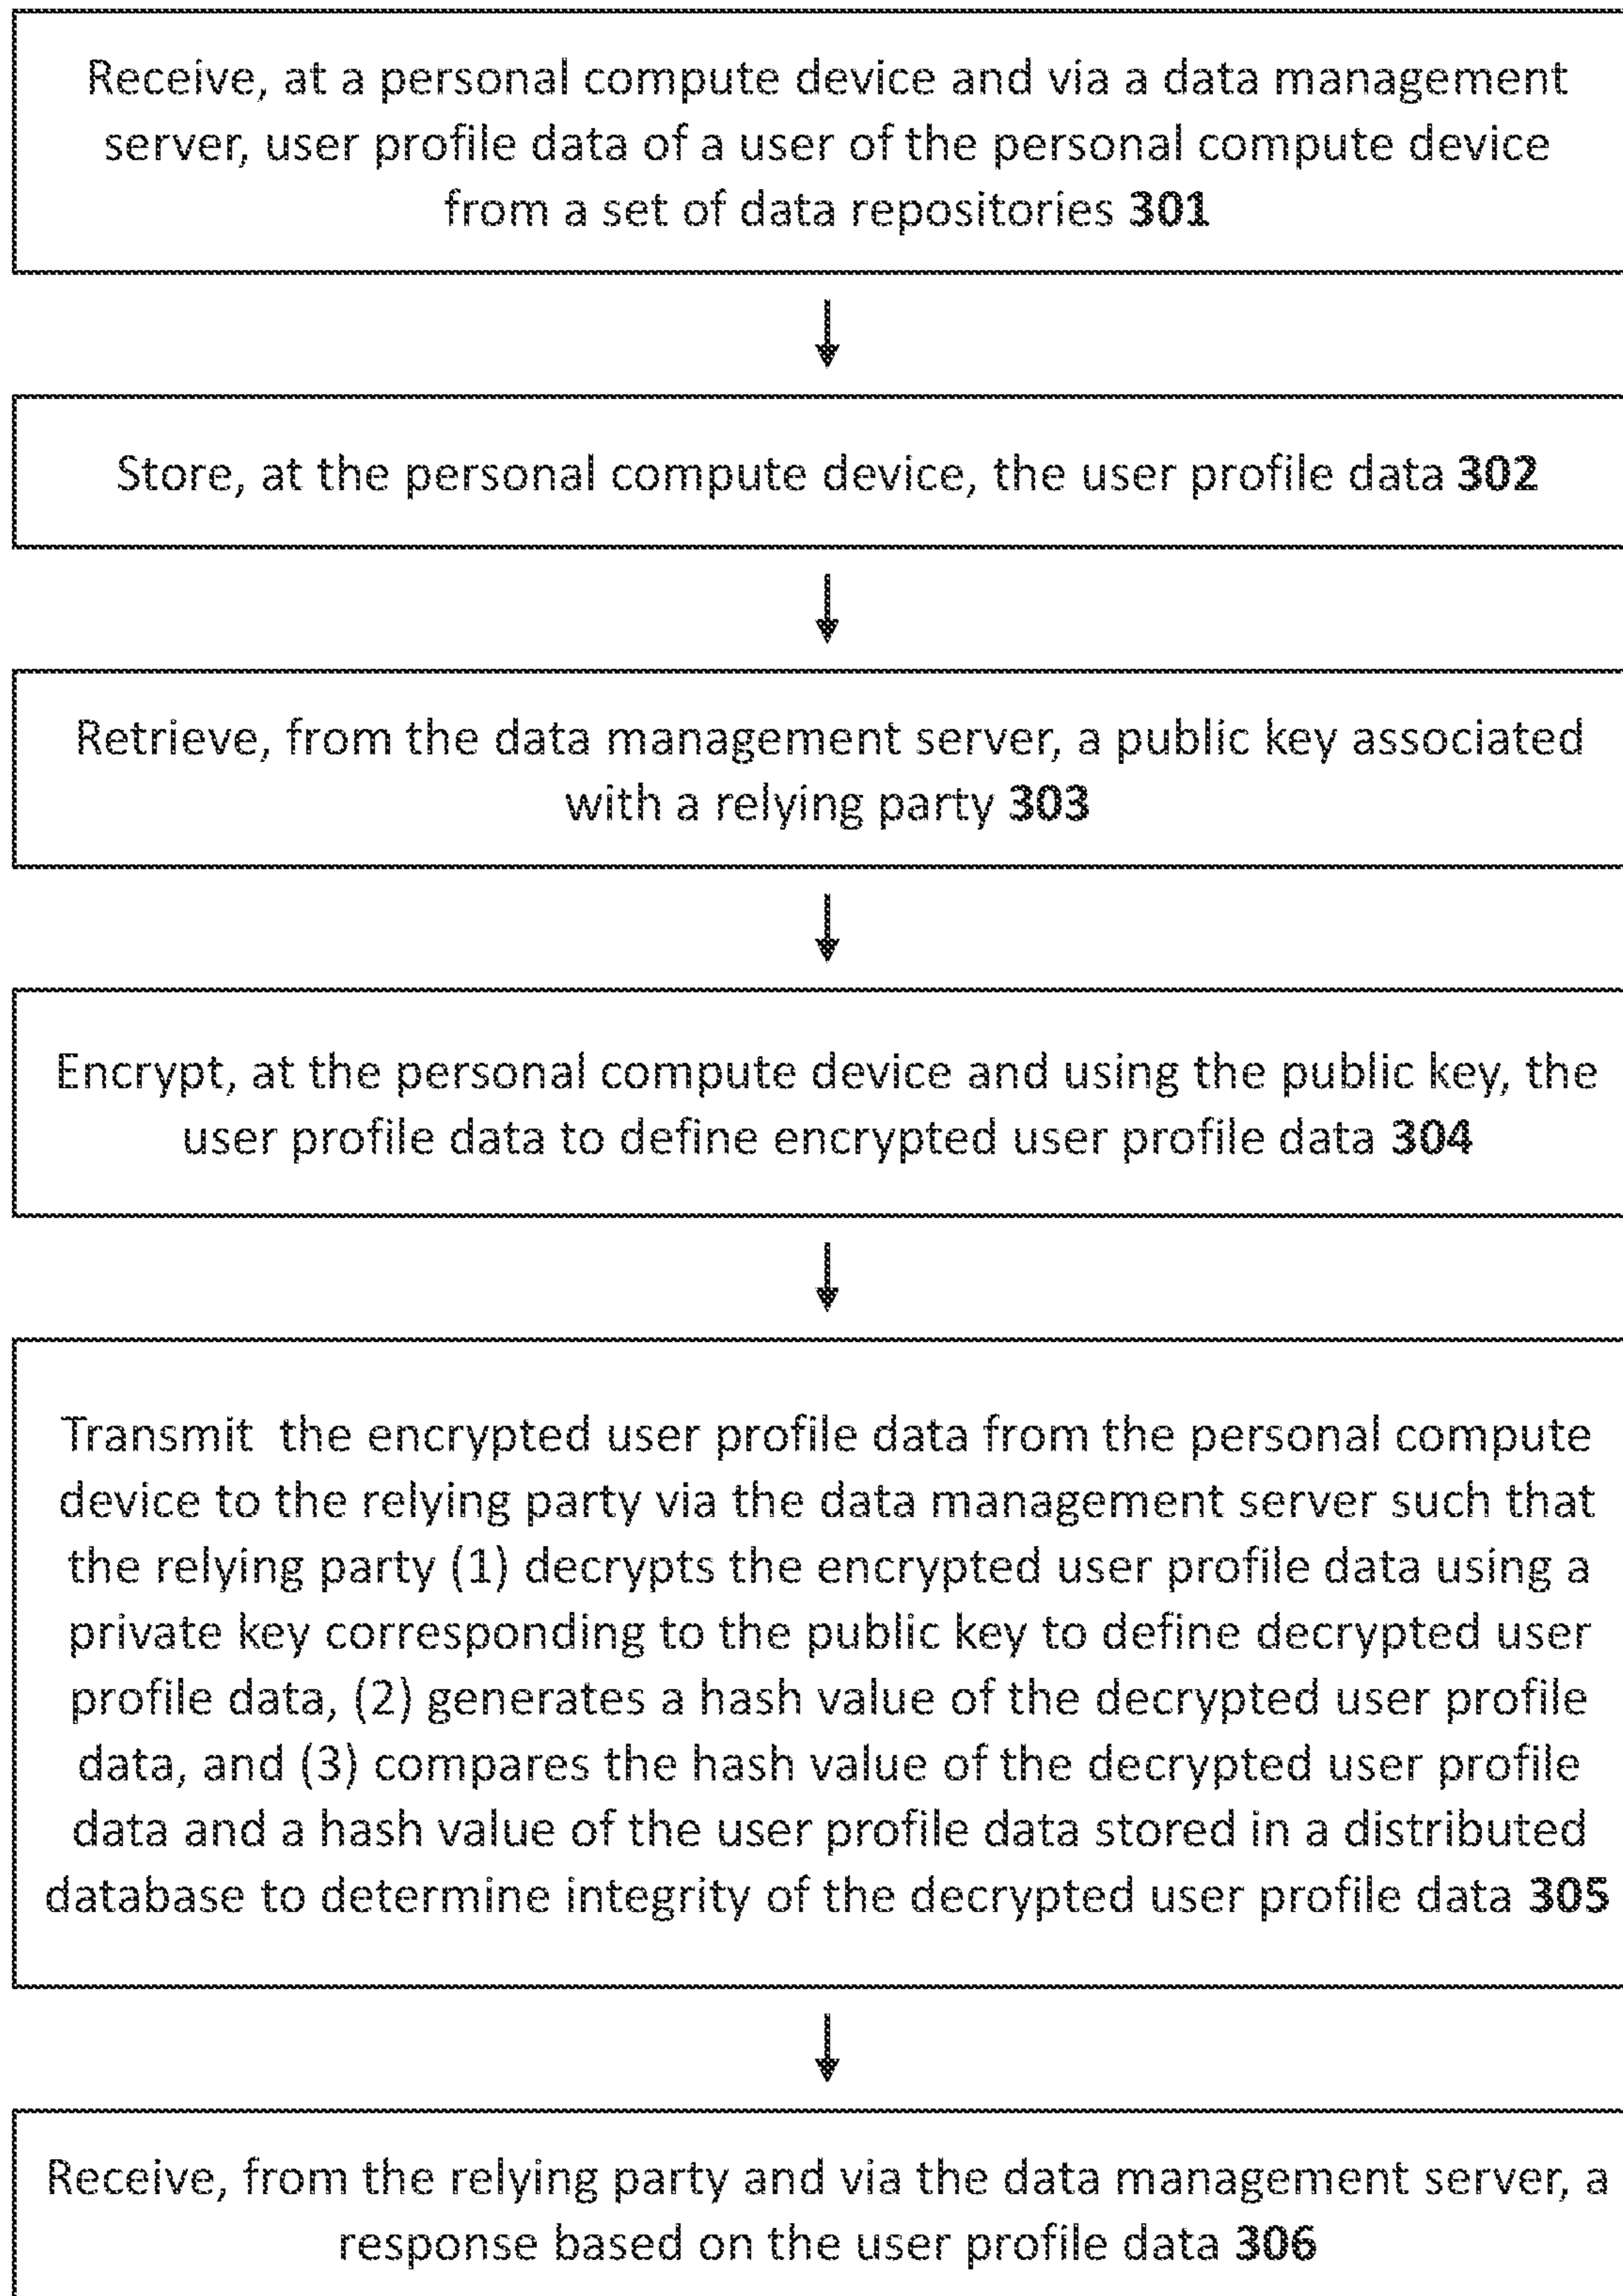 Receive, at a personal compute device and via a data management
server, user profile data of a user of the personal compute device
from a set of data repositories 301
Store, at the personal compute device, the user profile data 302
Retrieve, from the data management server, a public key associated
with a relying party 303
Encrypt, at the personal compute device and using the public key, the
user profile data to define encrypted user profile data 304
Transmit the encrypted user profile data from the personal compute
device to the relying party via the data management server such that
the relying party (1) decrypts the encrypted user profile data using a
private key corresponding to the public key to define decrypted user
profile data, (2) generates a hash value of the decrypted user profile
data, and (3) compares the hash value of the decrypted user profile
data and a hash value of the user profile data stored in a distributed
database to determine integrity of the decrypted user profile data 305
Receive, from the relying party and via the data management server, a
response based on the user profile data 306